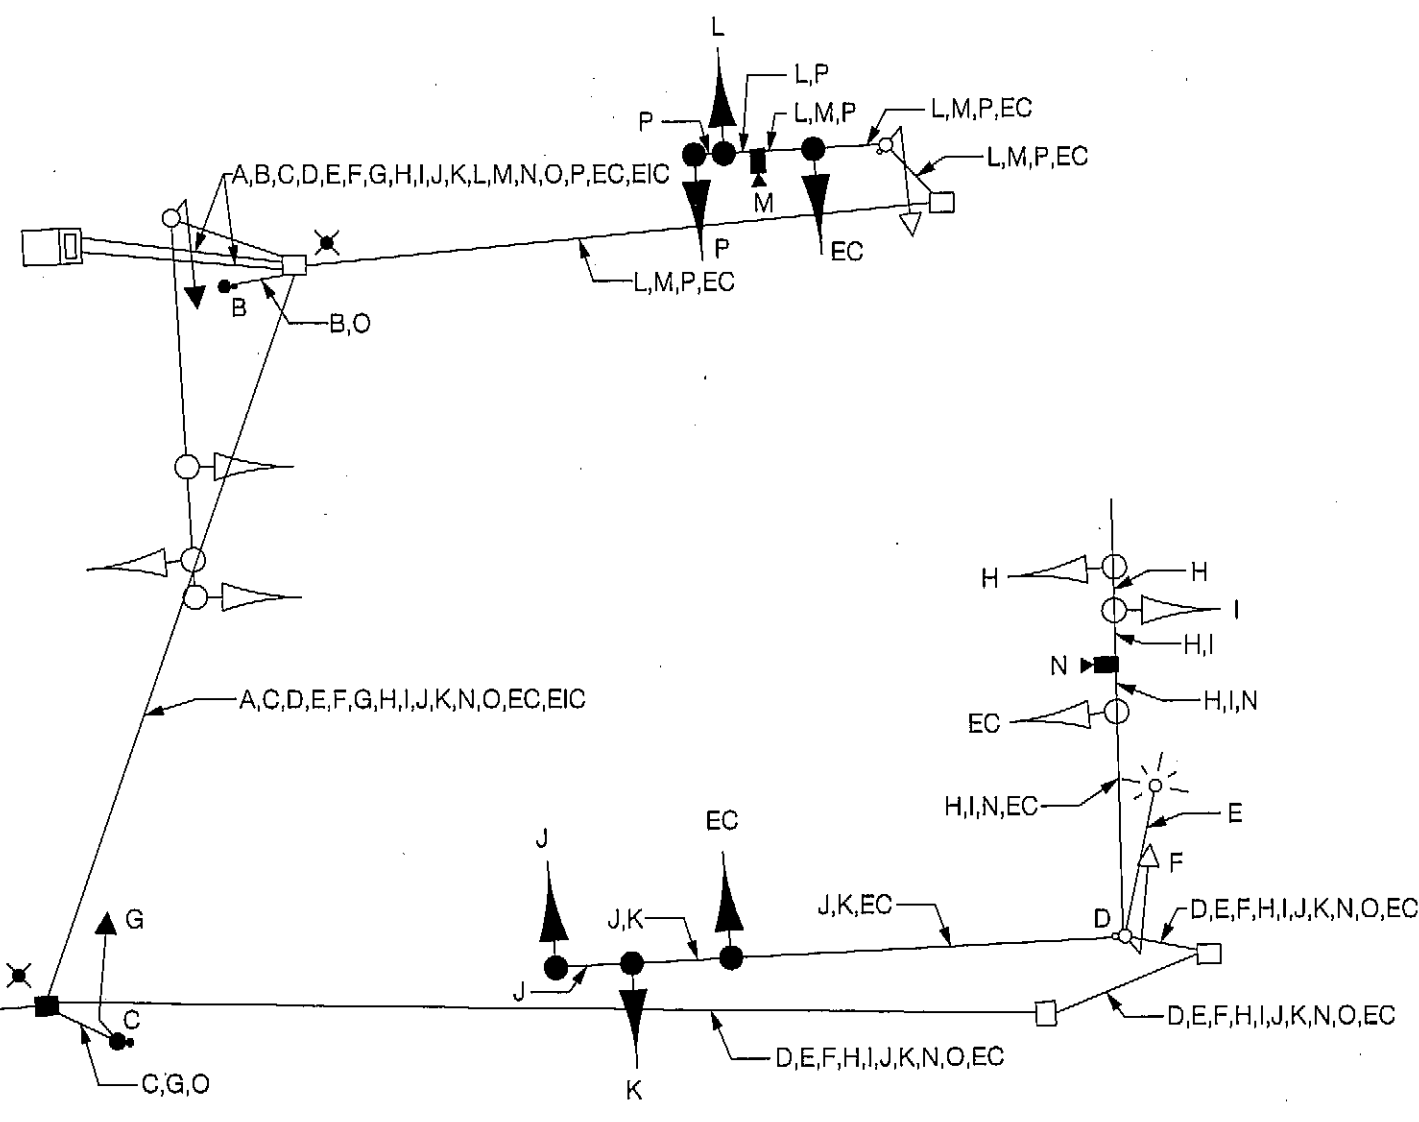 L
L,P
P
L,M,P
L,M,P,EC
L,M,P,EC
A,B,C,D,E,F,G,H,I,J,K,L,M,N,O,P,EC,EIC
M
P
EC
L,M,P,EC
B
B,O
H
H
I
H,I
N
H,I,N
EC
A,C,D,E,F,G,H,I,J,K,N,O,EC,EIC
H,I,N,EC
E
EC
J
F
J,K,EC
J,K
D
D,E,F,H,I,J,K,N,O,EC
G
J
C
D,E,F,H,I,J,K,N,O,EC
D,E,F,H,I,J,K,N,O,EC
C,G,O
K